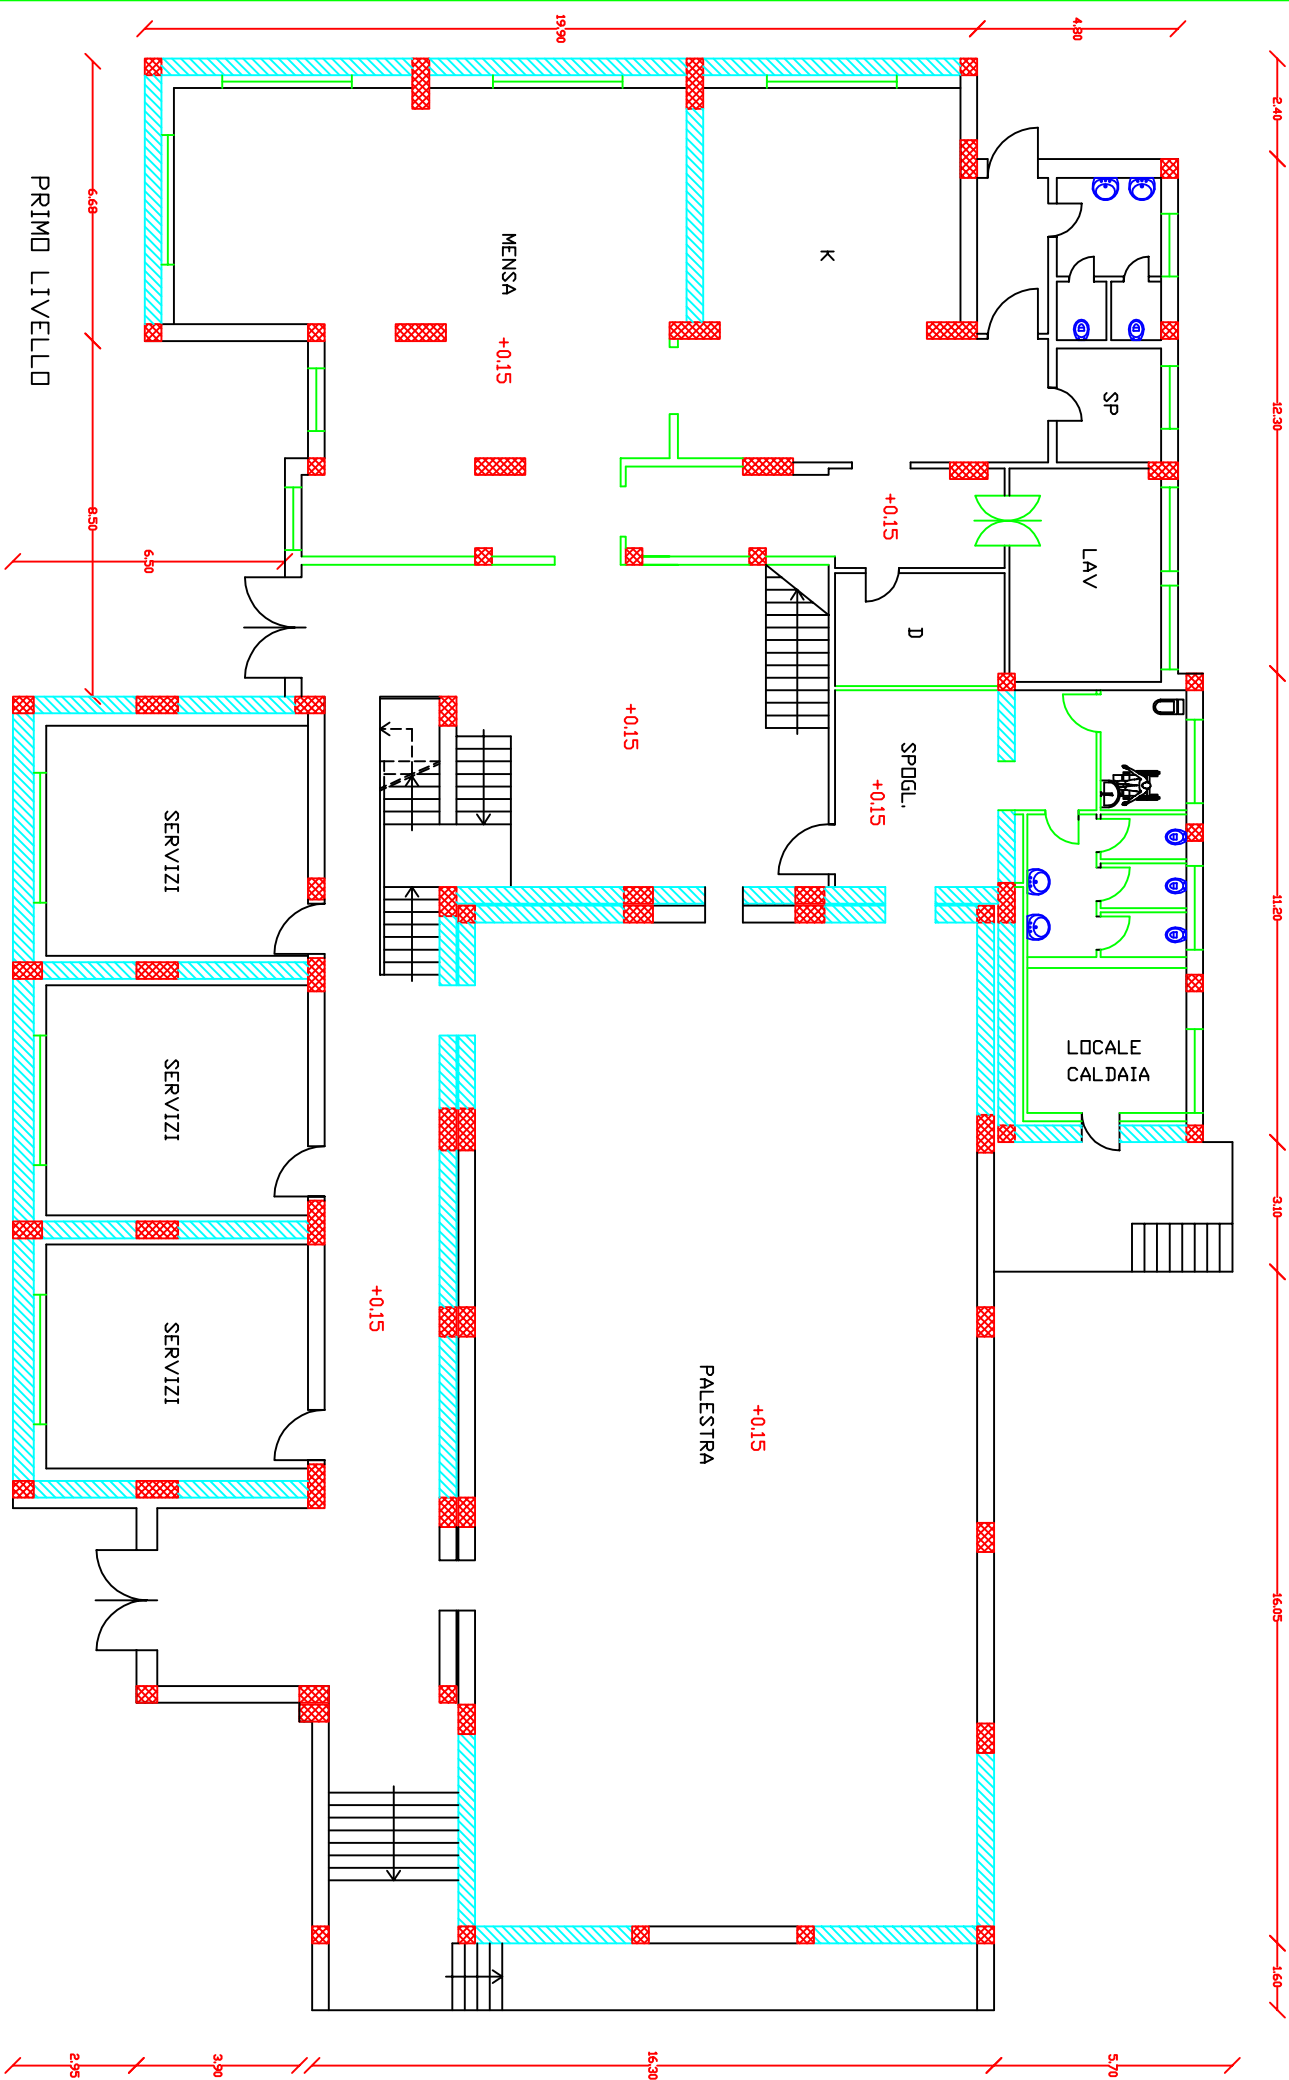 19.90
4.80
2.40
12.30
11.20
3.10
16.05
1.60
6.68
8.50
6.50
PRIMO LIVELLO
MENSA
+0.15
K
SP
+0.15
LAV
D
+0.15
SPOGL.
+0.15
SERVIZI
SERVIZI
SERVIZI
LOCALE
CALDAIA
+0.15
PALESTRA
+0.15
2.95
3.90
16.30
5.70